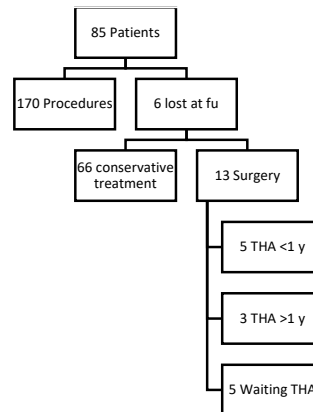 85 Patients
170 Procedures
6 lost at fu
66 conservative
treatment
13 Surgery
5 THA <1 y
3 THA >1 y
5 Waiting THA